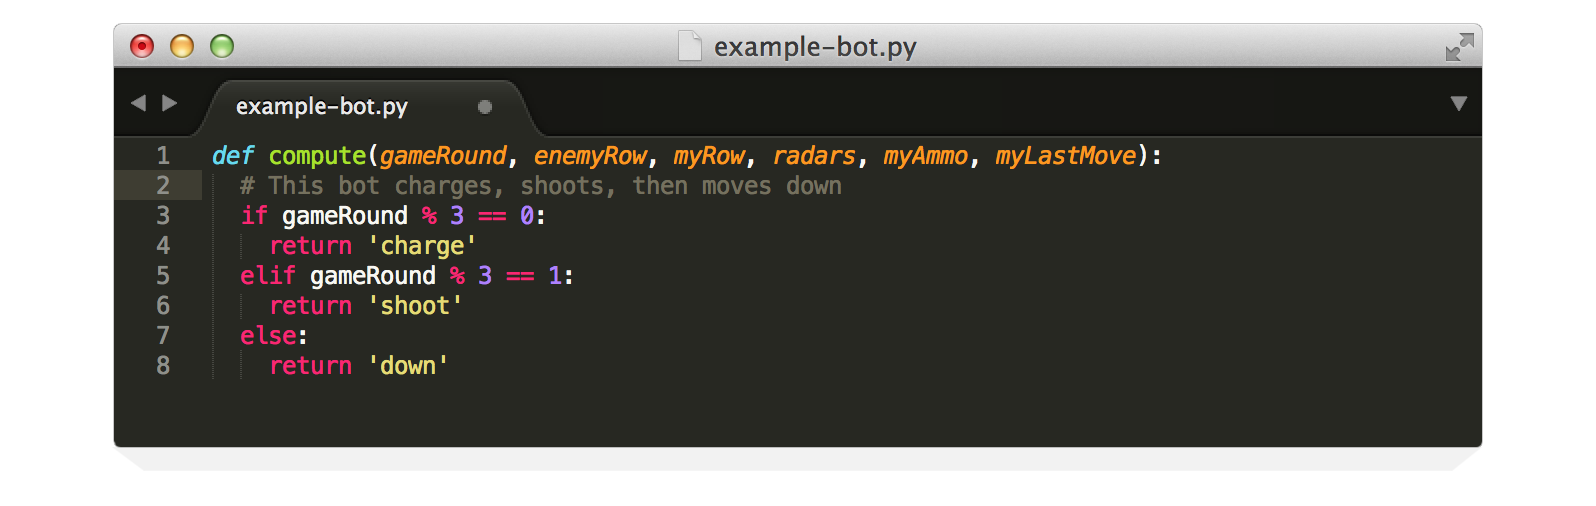 example-bot.py
example-bot.py
1 def compute(gameRound, enemyRow, myRow, radars, myAmmo, myLastMove):
2   # This bot charges, shoots, then moves down
3   if gameRound % 3 == 0:
4     return 'charge'
5   elif gameRound % 3 == 1:
6     return 'shoot'
7   else:
8     return 'down'